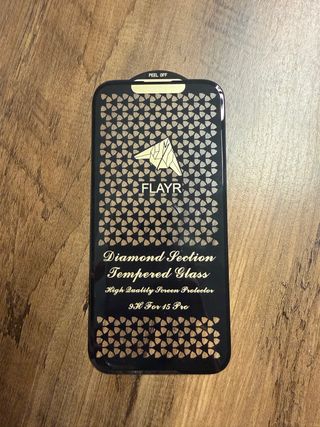 PEEL OFF
FLAYR
Diamond Section
Tempered Glass
High Quality Screen Protector
9H For 15 Pro